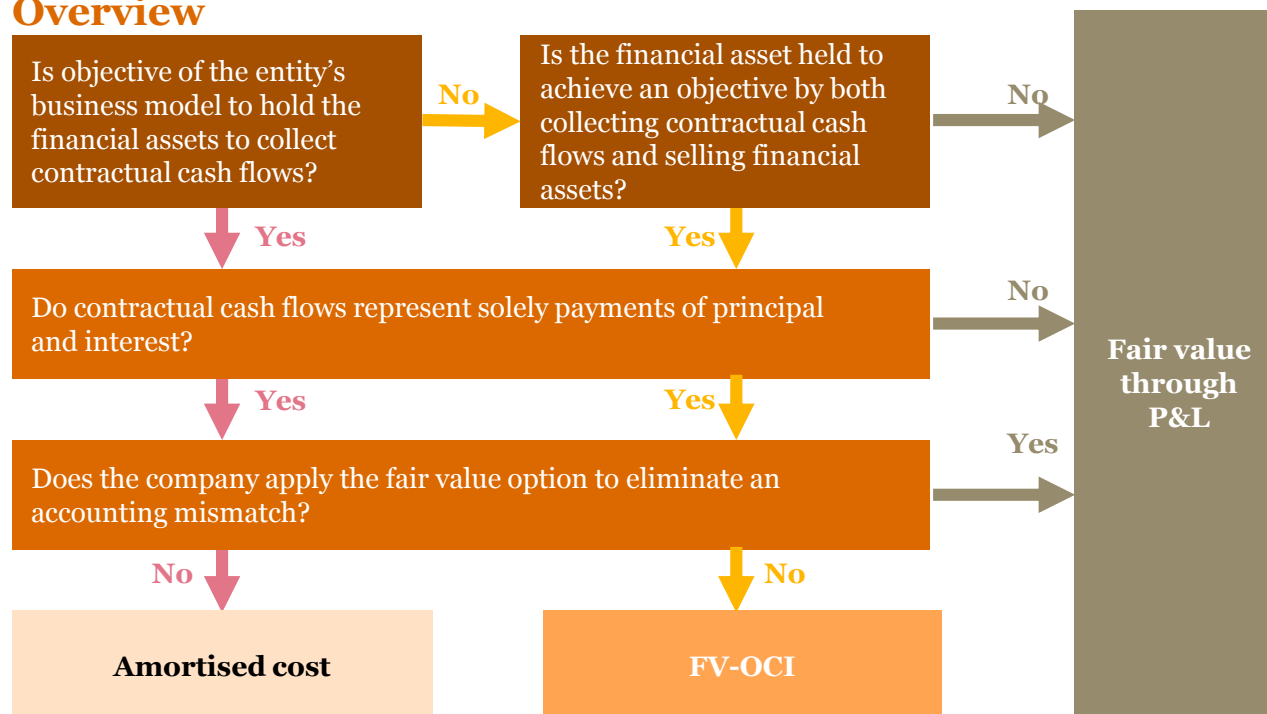 Overview
Is objective of the entity's
business model to hold the
financial assets to collect
contractual cash flows?
No
Is the financial asset held to
achieve an objective by both
collecting contractual cash
flows and selling financial
assets?
No
Yes
Yes
Do contractual cash flows represent solely payments of principal
and interest?
No
Yes
Yes
Does the company apply the fair value option to eliminate an
accounting mismatch?
Yes
No
No
Amortised cost
FV-OCI
Fair value
through
P&L